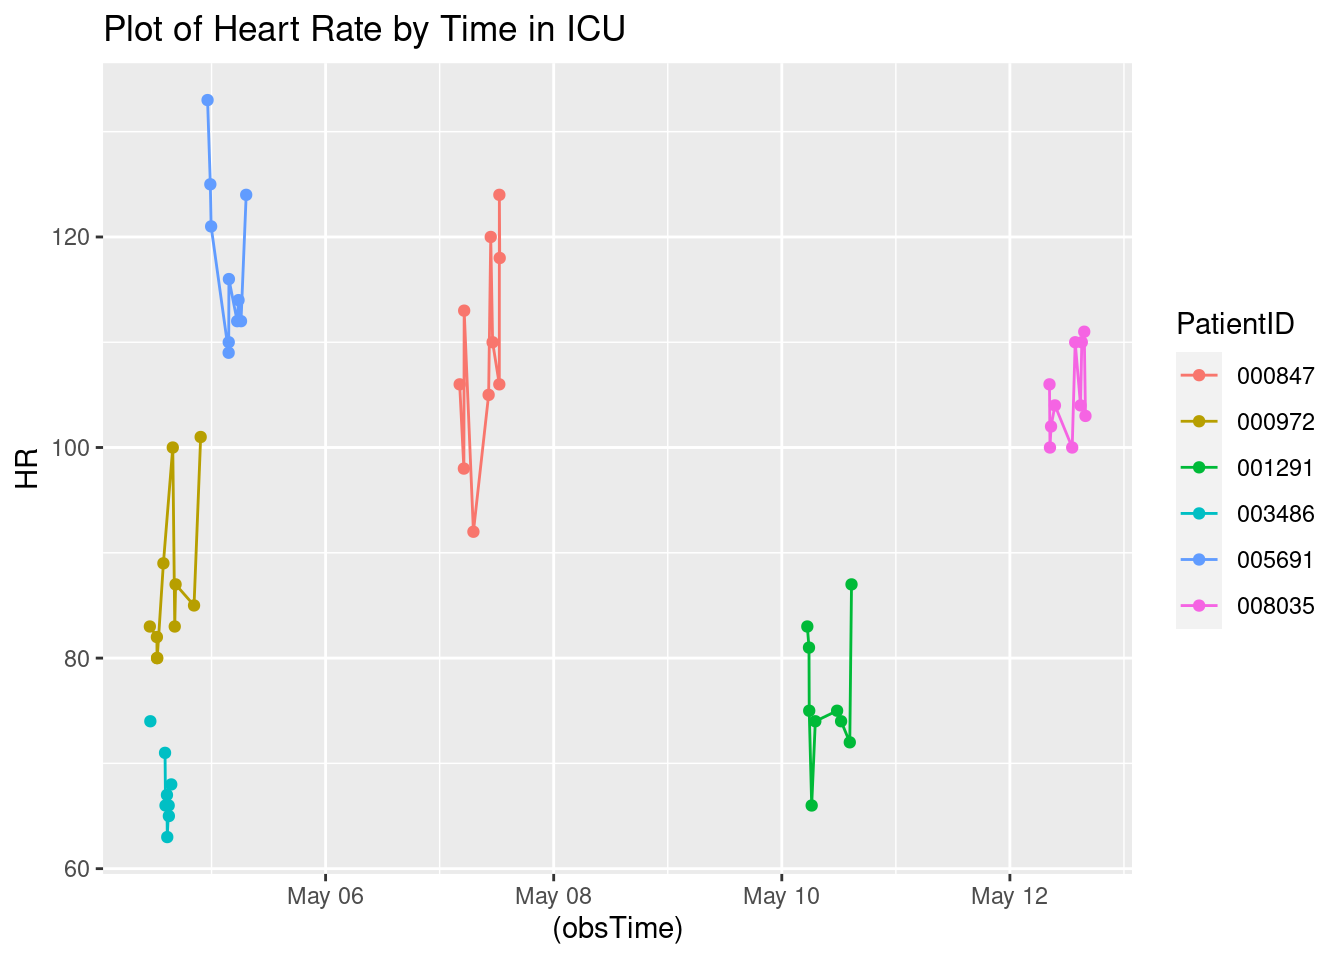 Plot of Heart Rate by Time in ICU
HR
120
100
80
60
May 06
May 08
May 10
May 12
(obsTime)
PatientID
000847
000972
001291
003486
005691
008035